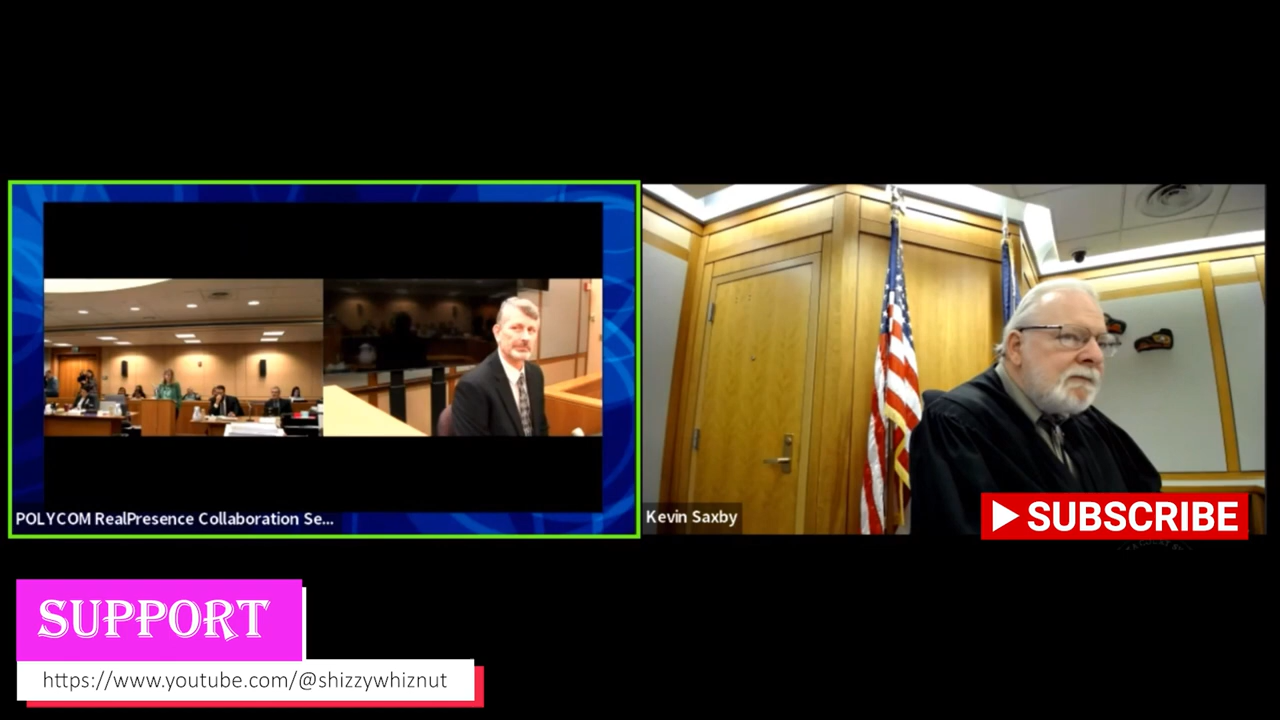 POLYCOM RealPresence Collaboration Se...
Kevin Saxby
SUBSCRIBE
SUPPORT
https://www.youtube.com/@shizzywhiznut